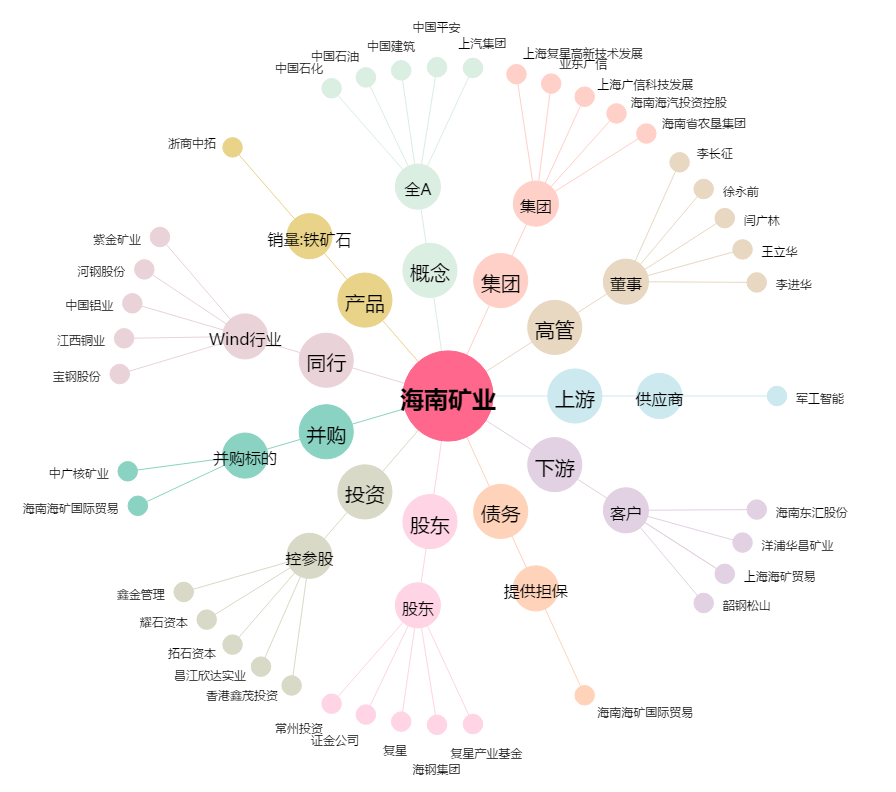 中国平安
上汽集团
中国建筑
中国石油
中国石化
上海复星高新技术发展
业东广信
上海广信科技发展
海南海汽投资控股
海南省农垦集团
浙商中拓
李长征
全A
集团
徐永前
闫广林
紫金矿业
销量:铁矿石
王立华
河钢股份
概念
集团
董事
李进华
中国铝业
产品
高管
江西铜业
Wind行业
同行
宝钢股份
海南矿业
上游
供应商
军工智能
并购
并购标的
中广核矿业
下游
投资
海南海矿国际贸易
股东
债务
客户
海南东汇股份
洋浦华昌矿业
控参股
上海海矿贸易
鑫金管理
提供担保
韶钢松山
耀石资本
股东
拓石资本
昌江欣达实业
香港鑫茂投资
海南海矿国际贸易
常州投资
证金公司
复星
复星产业基金
海钢集团